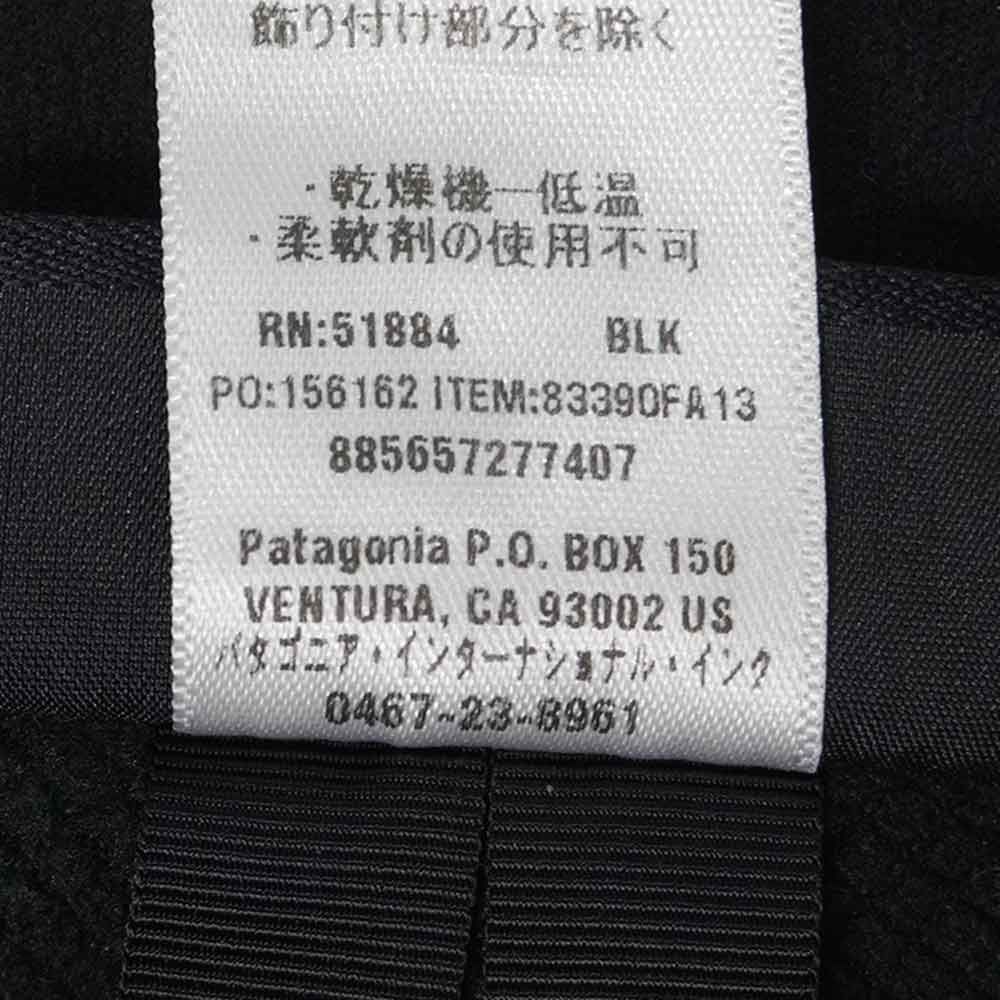 飾り付け部分を除く
・乾燥機ー低温
・柔軟剤の使用不可
RN:51884 BLK
PO:156162 ITEM:83390FA13
885657277407
Patagonia P.O. BOX 150
VENTURA, CA 93002 US
パタゴニア・インターナショナル・インク
0467-23-8961